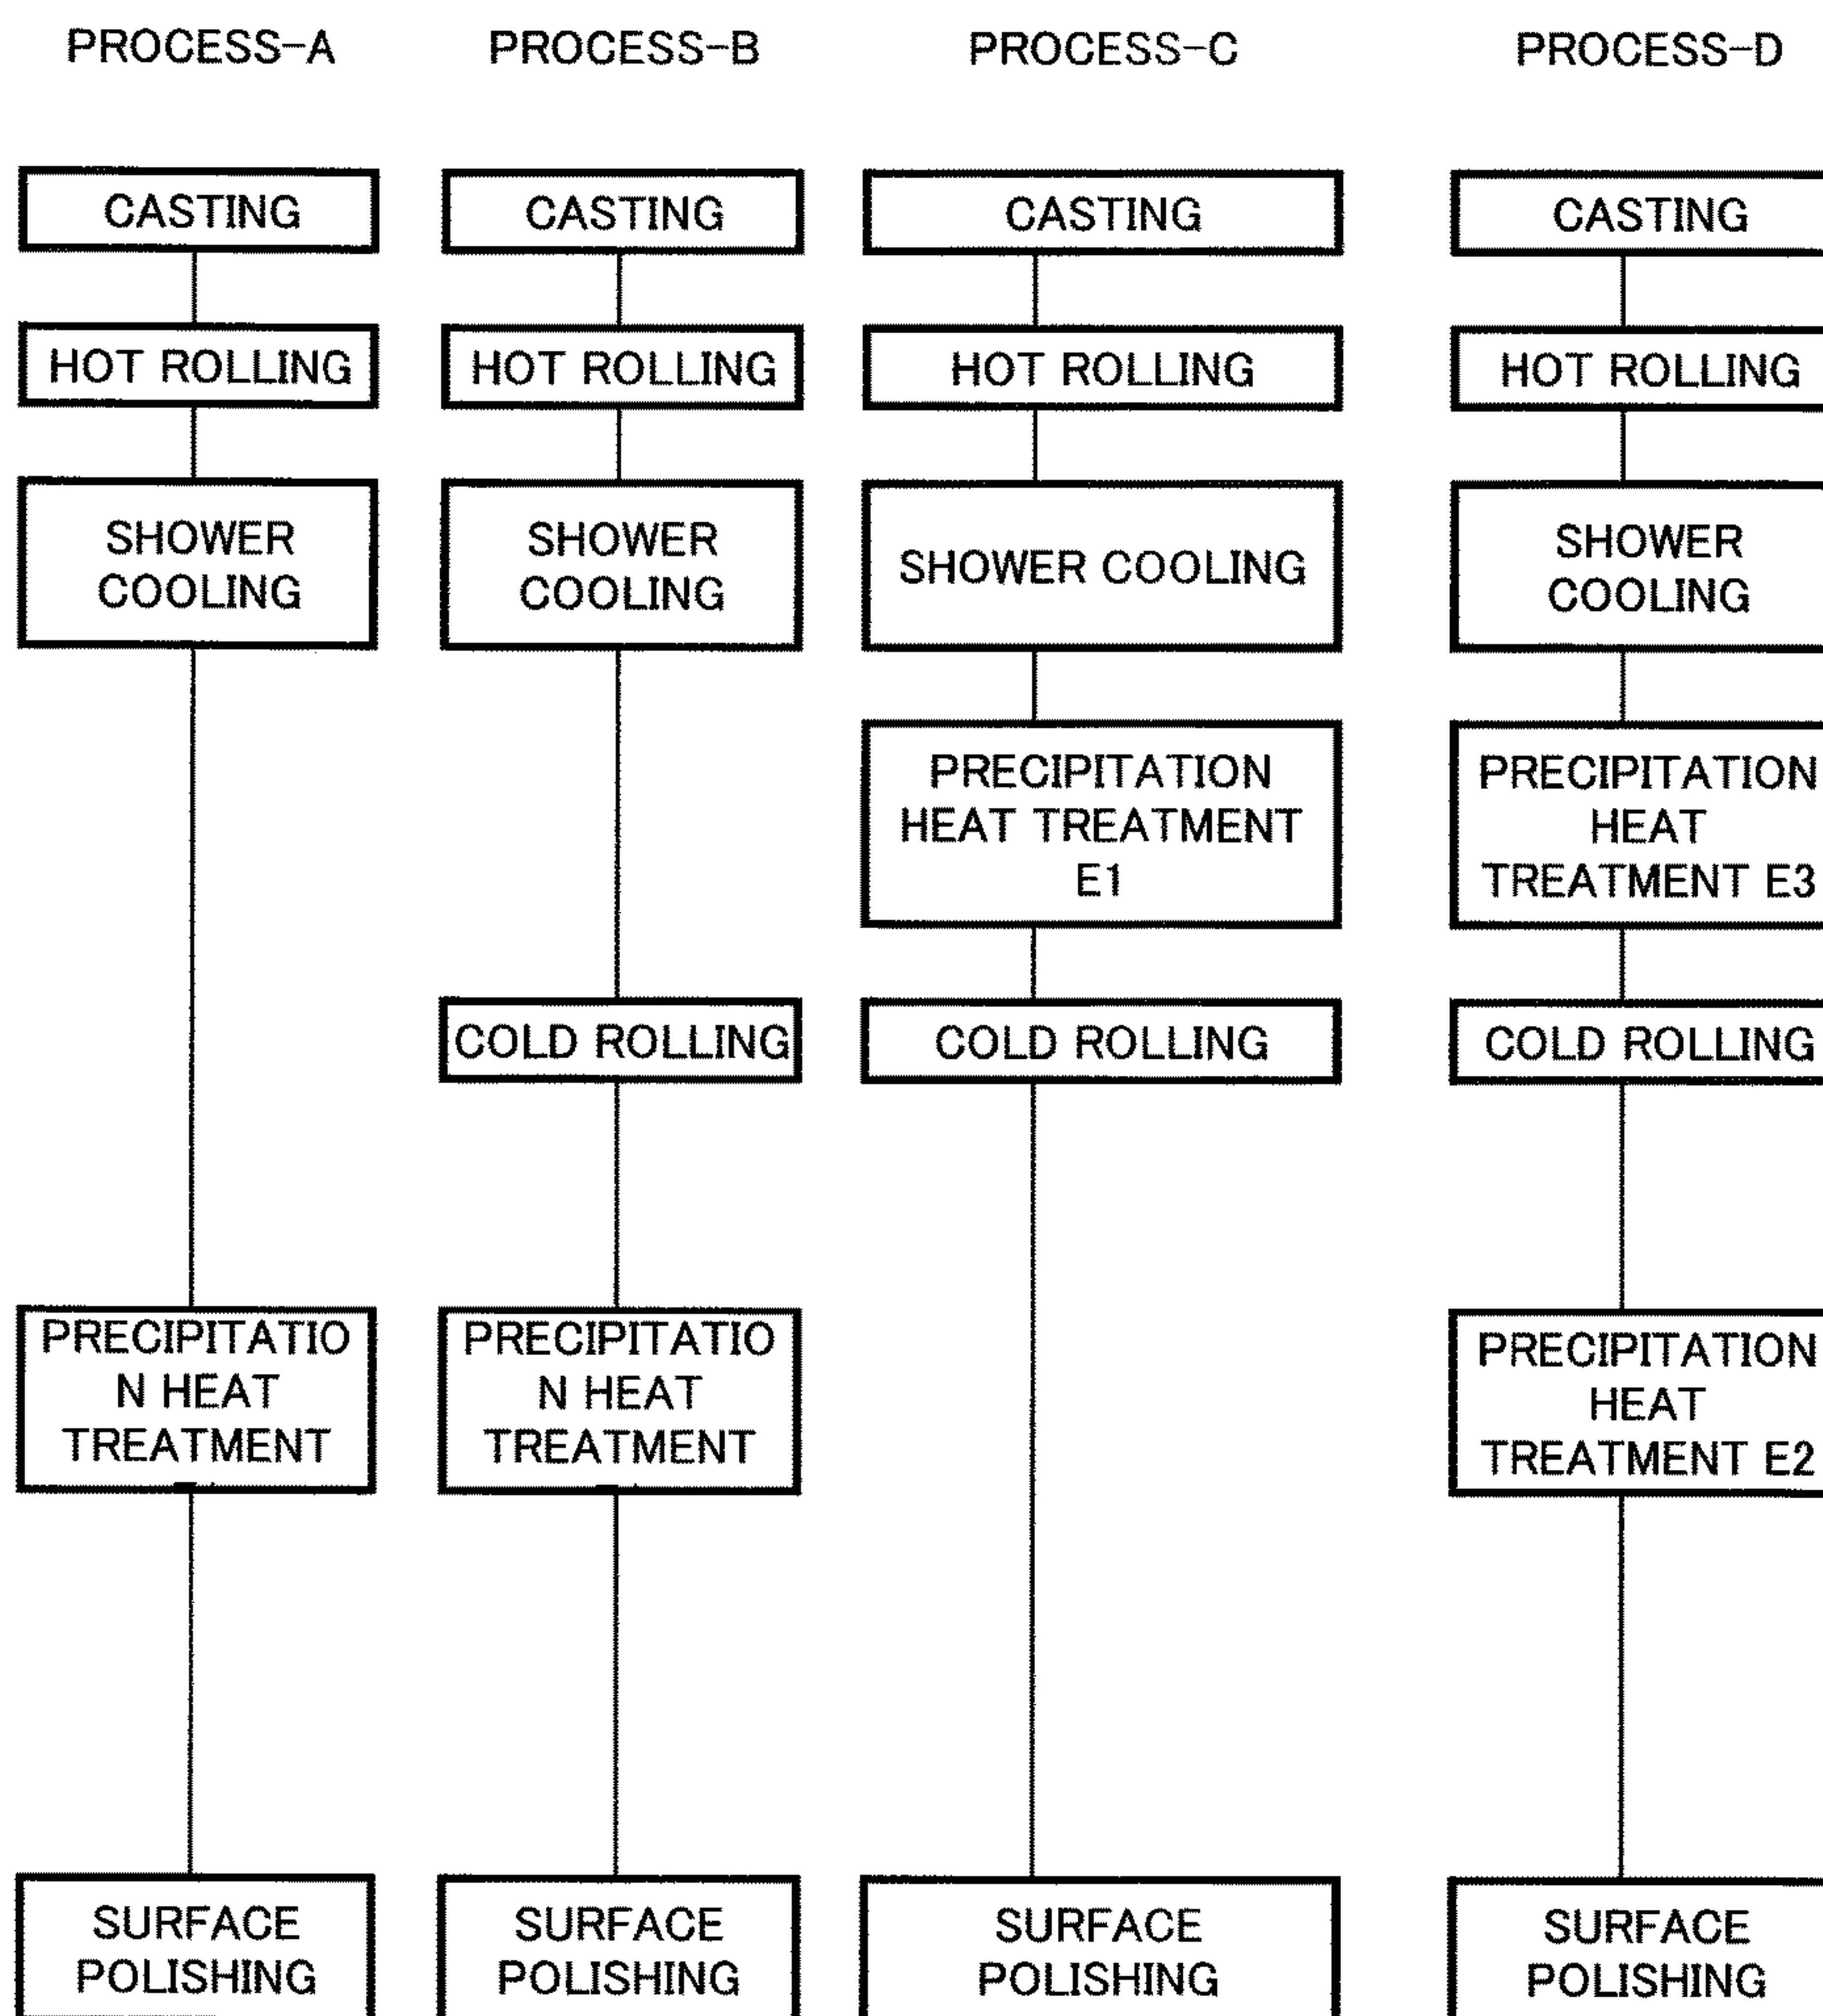 PROCESS-A
CASTING
HOT ROLLING
SHOWER
COOLING
PRECIPITATIO
N HEAT
TREATMENT
SURFACE
POLISHING
PROCESS-B
CASTING
HOT ROLLING
SHOWER
COOLING
COLD ROLLING
PRECIPITATIO
N HEAT
TREATMENT
SURFACE
POLISHING
PROCESS-C
CASTING
HOT ROLLING
SHOWER COOLING
PRECIPITATION
HEAT TREATMENT
E1
COLD ROLLING
SURFACE
POLISHING
PROCESS-D
CASTING
HOT ROLLING
SHOWER
COOLING
PRECIPITATION
HEAT
TREATMENT E3
COLD ROLLING
PRECIPITATION
HEAT
TREATMENT E2
SURFACE
POLISHING